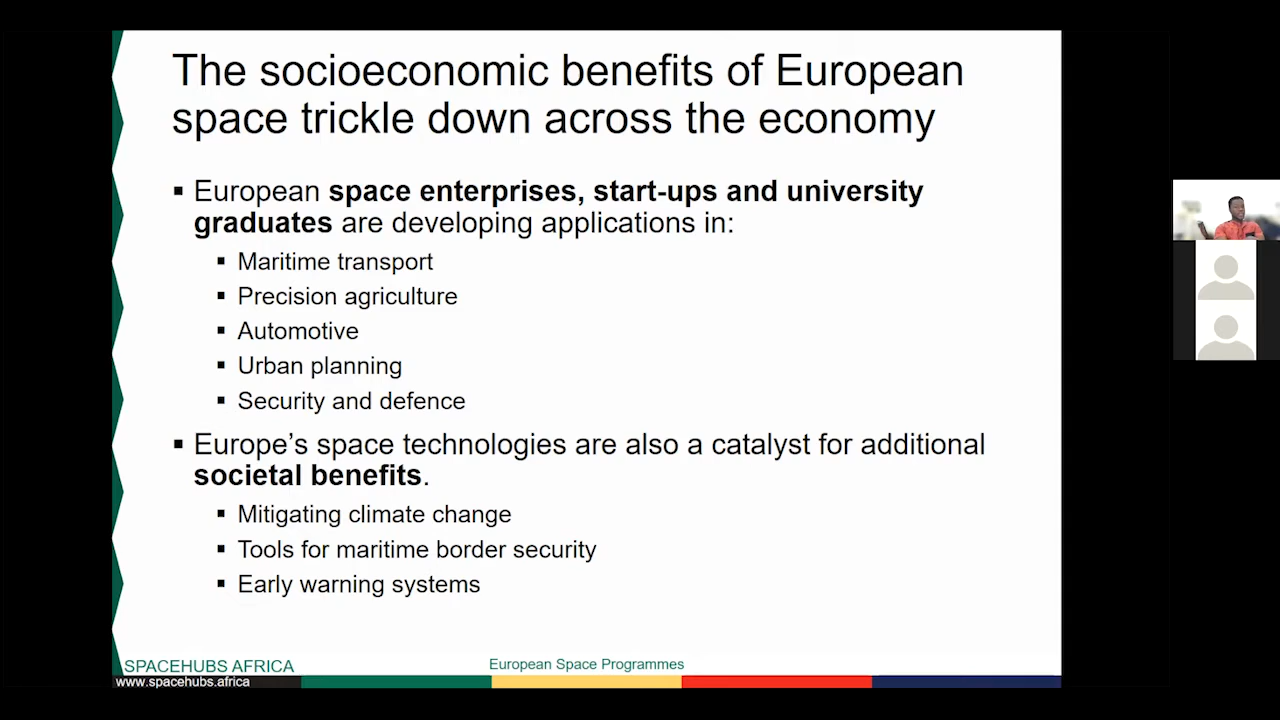 The socioeconomic benefits of European
space trickle down across the economy
▪ European space enterprises, start-ups and university
graduates are developing applications in:
▪ Maritime transport
▪ Precision agriculture
▪ Automotive
▪ Urban planning
▪ Security and defence
▪ Europe’s space technologies are also a catalyst for additional
societal benefits.
▪ Mitigating climate change
▪ Tools for maritime border security
▪ Early warning systems
SPACEHUBS AFRICA
European Space Programmes
www.spacehubs.africa